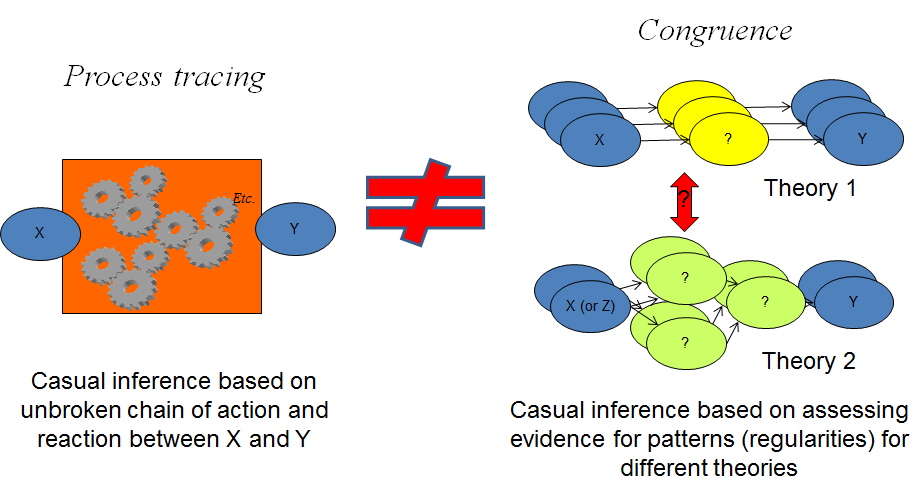 Process tracing
X
Etc.
Y
Casual inference based on
unbroken chain of action and
reaction between X and Y
Congruence
X
?
Y
Theory 1
?
X (or Z)
?
?
?
Y
Theory 2
Casual inference based on assessing
evidence for patterns (regularities) for
different theories